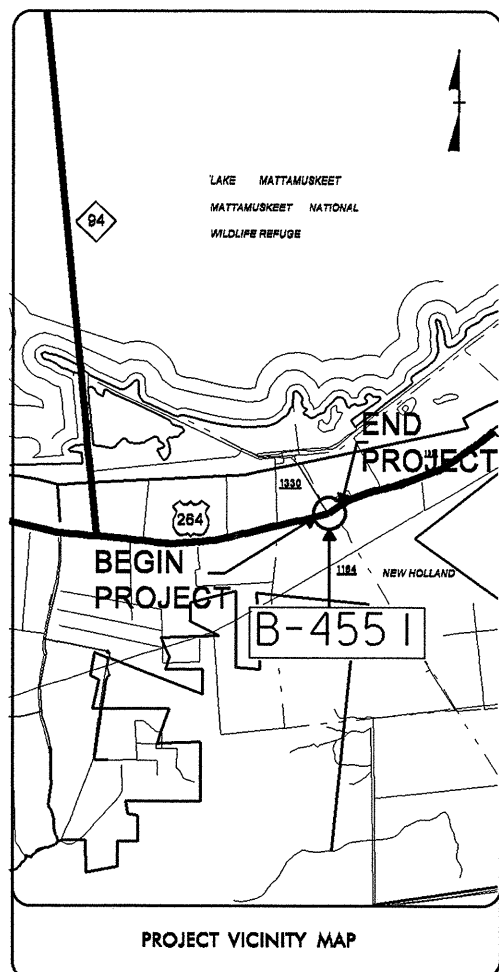 LAKE MATTAMUSKEET
MATTAMUSKEET NATIONAL
WILDLIFE REFUGE
94
END
PROJECT
1330
264
BEGIN
PROJECT
1164
NEW HOLLAND
B-4551
PROJECT VICINITY MAP